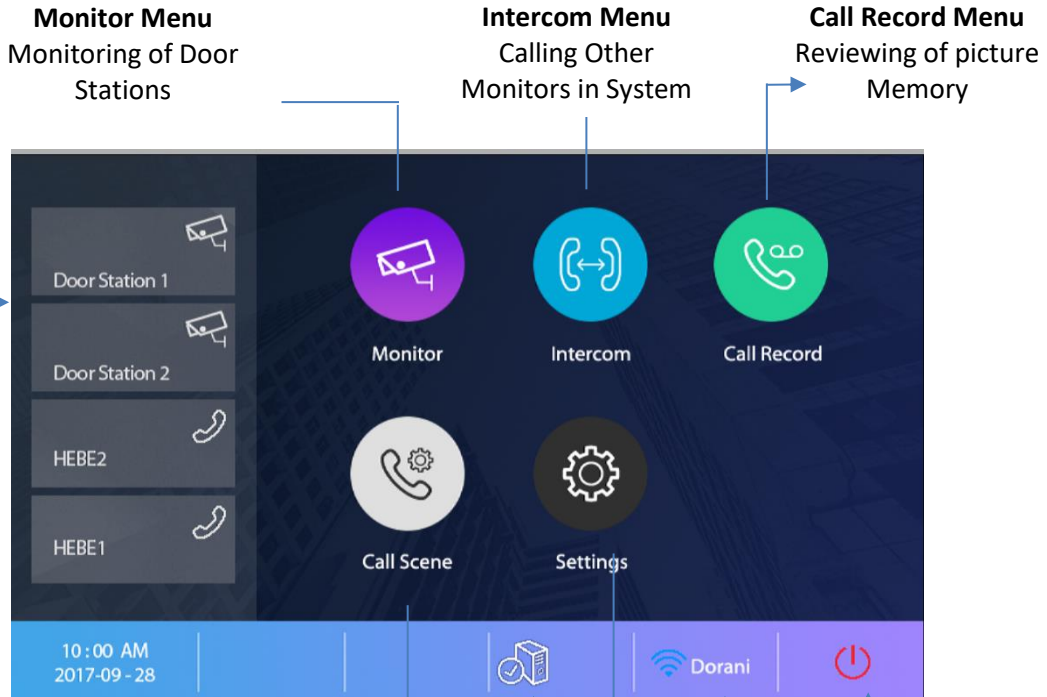 Monitor Menu
Monitoring of Door
Stations
Intercom Menu
Calling Other
Monitors in System
Call Record Menu
Reviewing of picture
Memory
Door Station 1
Door Station 2
HEBE2
HEBE1
Monitor
Intercom
Call Record
Call Scene
Settings
10:00 AM
2017-09-28
Dorani